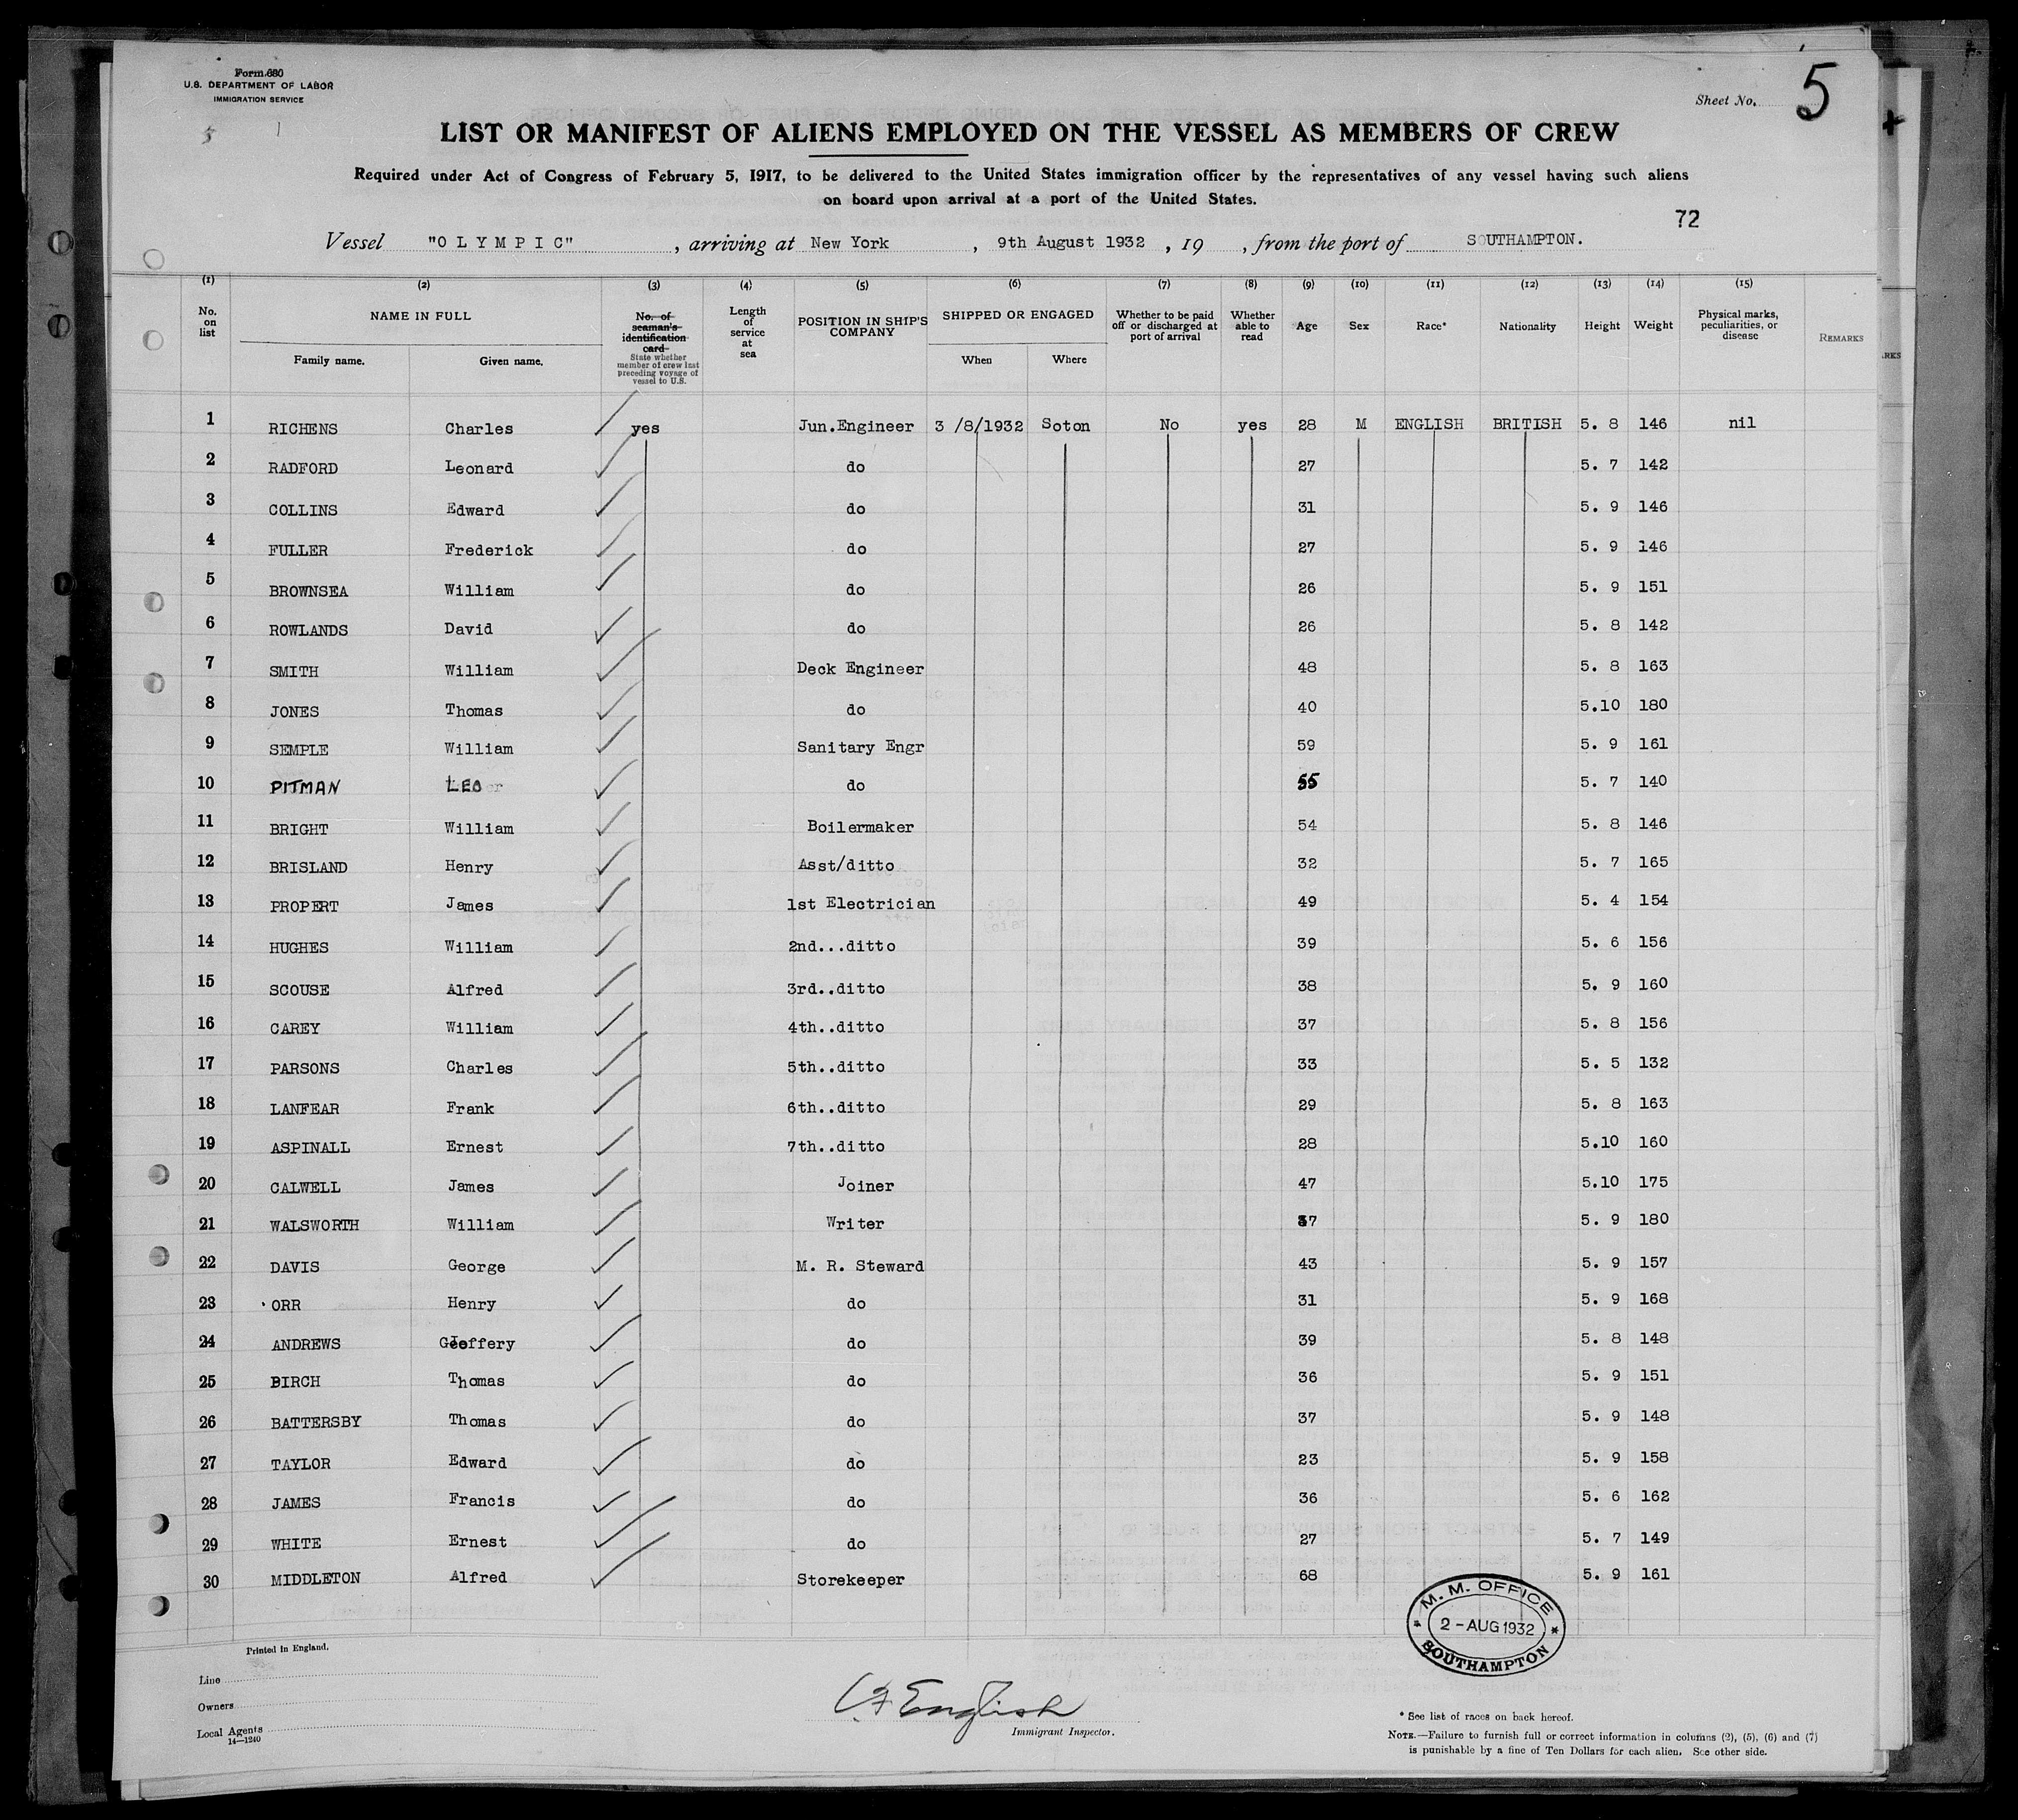 Form 680
U.S. DEPARTMENT OF LABOR
IMMIGRATION SERVICE
Sheet No. 5
LIST OR MANIFEST OF ALIENS EMPLOYED ON THE VESSEL AS MEMBERS OF CREW
Required under Act of Congress of February 5, 1917, to be delivered to the United States immigration officer by the representatives of any vessel having such aliens
on board upon arrival at a port of the United States.
72
Vessel "O L Y M P I C", arriving at New York, 9th August 1932, 19, from the port of SOUTHAMPTON.
(1) (2) (3) (4) (5) (6) (7) (8) (9) (10) (11) (12) (13) (14) (15)
No. on list NAME IN FULL Family name. Given name. No. of seaman's identification card State whether member of crew last preceding voyage of vessel to U.S. Length of service at sea POSITION IN SHIP'S COMPANY SHIPPED OR ENGAGED When Where Whether to be paid off or discharged at port of arrival Whether able to read Age Sex Race* Nationality Height Weight Physical marks, peculiarities, or disease REMARKS
1 RICHENS Charles yes Jun.Engineer 3 /8/1932 Soton No yes 28 M ENGLISH BRITISH 5. 8 146 nil
2 RADFORD Leonard do 27 5. 7 142
3 COLLINS Edward do 31 5. 9 146
4 FULLER Frederick do 27 5. 9 146
5 BROWNSEA William do 26 5. 9 151
6 ROWLANDS David do 26 5. 8 142
7 SMITH William Deck Engineer 48 5. 8 163
8 JONES Thomas do 40 5.10 180
9 SEMPLE William Sanitary Engr 59 5. 9 161
10 PITMAN LEO do 55 5. 7 140
11 BRIGHT William Boilermaker 54 5. 8 146
12 BRISLAND Henry Asst/ditto 32 5. 7 165
13 PROPERT James 1st Electrician 49 5. 4 154
14 HUGHES William 2nd...ditto 39 5. 6 156
15 SCOUSE Alfred 3rd..ditto 38 5. 9 160
16 CAREY William 4th..ditto 37 5. 8 156
17 PARSONS Charles 5th..ditto 33 5. 5 132
18 LANFEAR Frank 6th..ditto 29 5. 8 163
19 ASPINALL Ernest 7th..ditto 28 5.10 160
20 CALWELL James Joiner 47 5.10 175
21 WALSWORTH William Writer 5. 9 180
22 DAVIS George M. R. Steward 43 5. 9 157
23 ORR Henry do 31 5. 9 168
24 ANDREWS Geoffery do 39 5. 8 148
25 BIRCH Thomas do 36 5. 9 151
26 BATTERSBY Thomas do 37 5. 9 148
27 TAYLOR Edward do 23 5. 9 158
28 JAMES Francis do 36 5. 6 162
29 WHITE Ernest do 27 5. 7 149
30 MIDDLETON Alfred Storekeeper 68 5. 9 161
M. M. OFFICE
2 - AUG 1932
SOUTHAMPTON
Printed in England.
Line
Owners
Local Agents
14—1240
C F English
Immigrant Inspector.
* See list of races on back hereof.
NOTE.—Failure to furnish full or correct information in columns (2), (5), (6) and (7)
is punishable by a fine of Ten Dollars for each alien. See other side.